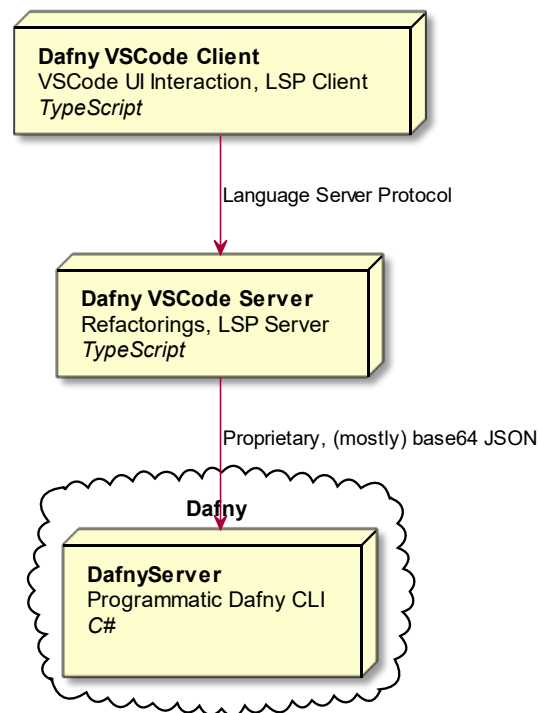 Dafny VSCode Client
VSCode UI Interaction, LSP Client
TypeScript
Language Server Protocol
Dafny VSCode Server
Refactorings, LSP Server
TypeScript
Proprietary, (mostly) base64 JSON
Dafny
DafnyServer
Programmatic Dafny CLI
C#